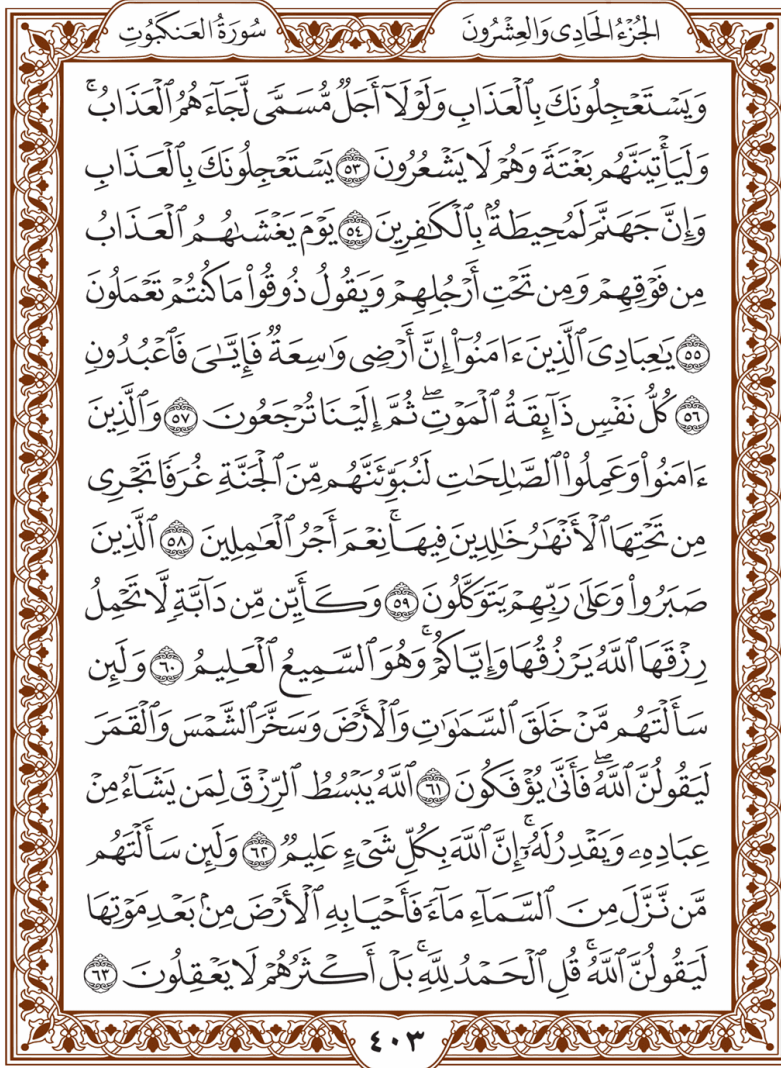 الجُزْءُ الحَادِي وَالعِشْرُونَ
سُورَةُ العَنكَبُوتِ
وَيَسْتَعْجِلُونَكَ بِٱلْعَذَابِ وَلَوْلَآ أَجَلٌ مُّسَمًّى لَّجَآءَهُمُ ٱلْعَذَابُۚ
وَلَيَأْتِيَنَّهُم بَغْتَةً وَهُمْ لَا يَشْعُرُونَ ٥٣ يَسْتَعْجِلُونَكَ بِٱلْعَذَابِ
وَإِنَّ جَهَنَّمَ لَمُحِيطَةٌۢ بِٱلْكَٰفِرِينَ ٥٤ يَوْمَ يَغْشَىٰهُمُ ٱلْعَذَابُ
مِن فَوْقِهِمْ وَمِن تَحْتِ أَرْجُلِهِمْ وَيَقُولُ ذُوقُوا۟ مَا كُنتُمْ تَعْمَلُونَ
٥٥ يَٰعِبَادِىَ ٱلَّذِينَ ءَامَنُوٓا۟ إِنَّ أَرْضِى وَٰسِعَةٌ فَإِيَّٰىَ فَٱعْبُدُونِ
٥٦ كُلُّ نَفْسٍ ذَآئِقَةُ ٱلْمَوْتِۖ ثُمَّ إِلَيْنَا تُرْجَعُونَ ٥٧ وَٱلَّذِينَ
ءَامَنُوا۟ وَعَمِلُوا۟ ٱلصَّٰلِحَٰتِ لَنُبَوِّئَنَّهُم مِّنَ ٱلْجَنَّةِ غُرَفًا تَجْرِى
مِن تَحْتِهَا ٱلْأَنْهَٰرُ خَٰلِدِينَ فِيهَاۚ نِعْمَ أَجْرُ ٱلْعَٰمِلِينَ ٥٨ ٱلَّذِينَ
صَبَرُوا۟ وَعَلَىٰ رَبِّهِمْ يَتَوَكَّلُونَ ٥٩ وَكَأَيِّن مِّن دَآبَّةٍ لَّا تَحْمِلُ
رِزْقَهَا ٱللَّهُ يَرْزُقُهَا وَإِيَّاكُمْۚ وَهُوَ ٱلسَّمِيعُ ٱلْعَلِيمُ ٦٠ وَلَئِن
سَأَلْتَهُم مَّنْ خَلَقَ ٱلسَّمَٰوَٰتِ وَٱلْأَرْضَ وَسَخَّرَ ٱلشَّمْسَ وَٱلْقَمَرَ
لَيَقُولُنَّ ٱللَّهُۖ فَأَنَّىٰ يُؤْفَكُونَ ٦١ ٱللَّهُ يَبْسُطُ ٱلرِّزْقَ لِمَن يَشَآءُ مِنْ
عِبَادِهِۦ وَيَقْدِرُ لَهُۥٓۚ إِنَّ ٱللَّهَ بِكُلِّ شَىْءٍ عَلِيمٌ ٦٢ وَلَئِن سَأَلْتَهُم
مَّن نَّزَّلَ مِنَ ٱلسَّمَآءِ مَآءً فَأَحْيَا بِهِ ٱلْأَرْضَ مِنۢ بَعْدِ مَوْتِهَا
لَيَقُولُنَّ ٱللَّهُۚ قُلِ ٱلْحَمْدُ لِلَّهِۚ بَلْ أَكْثَرُهُمْ لَا يَعْقِلُونَ ٦٣
٤٠٣